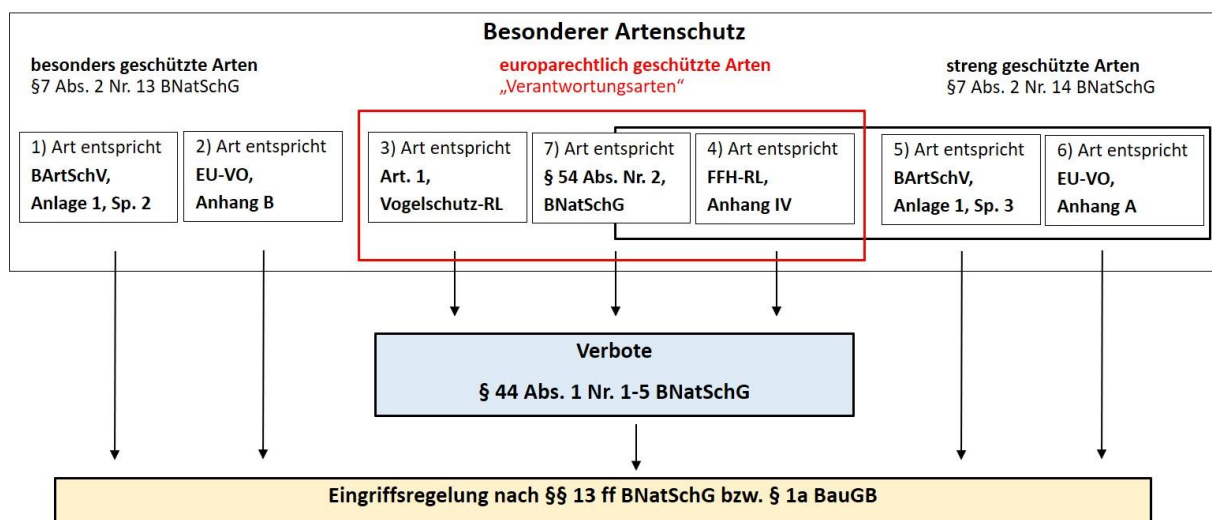 Besonderer Artenschutz
besonders geschützte Arten
§7 Abs. 2 Nr. 13 BNatSchG
europarechtlich geschützte Arten
„Verantwortungsarten“
streng geschützte Arten
§7 Abs. 2 Nr. 14 BNatSchG
1) Art entspricht
BArtSchV,
Anlage 1, Sp. 2
2) Art entspricht
EU-VO,
Anhang B
3) Art entspricht
Art. 1,
Vogelschutz-RL
7) Art entspricht
§ 54 Abs. Nr. 2,
BNatSchG
4) Art entspricht
FFH-RL,
Anhang IV
5) Art entspricht
BArtSchV,
Anlage 1, Sp. 3
6) Art entspricht
EU-VO,
Anhang A
Verbote
§ 44 Abs. 1 Nr. 1-5 BNatSchG
Eingriffsregelung nach §§ 13 ff BNatSchG bzw. § 1a BauGB